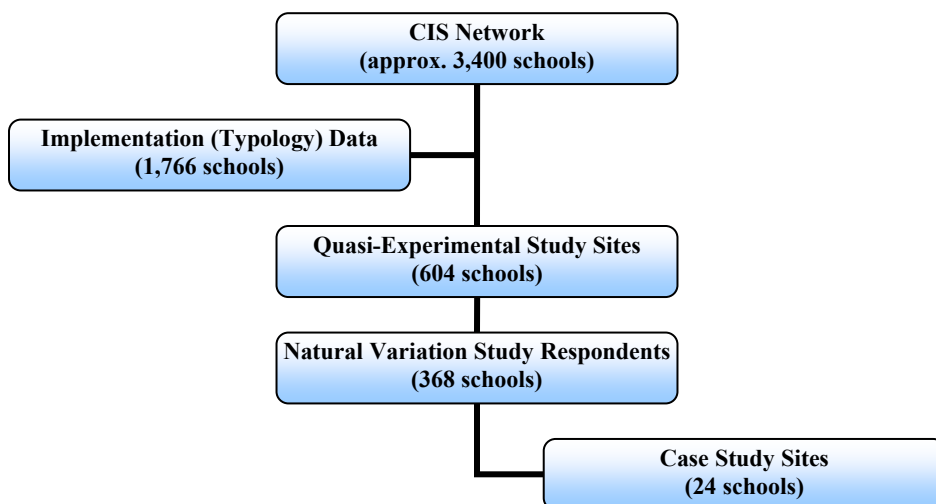 CIS Network
(approx. 3,400 schools)
Implementation (Typology) Data
(1,766 schools)
Quasi-Experimental Study Sites
(604 schools)
Natural Variation Study Respondents
(368 schools)
Case Study Sites
(24 schools)